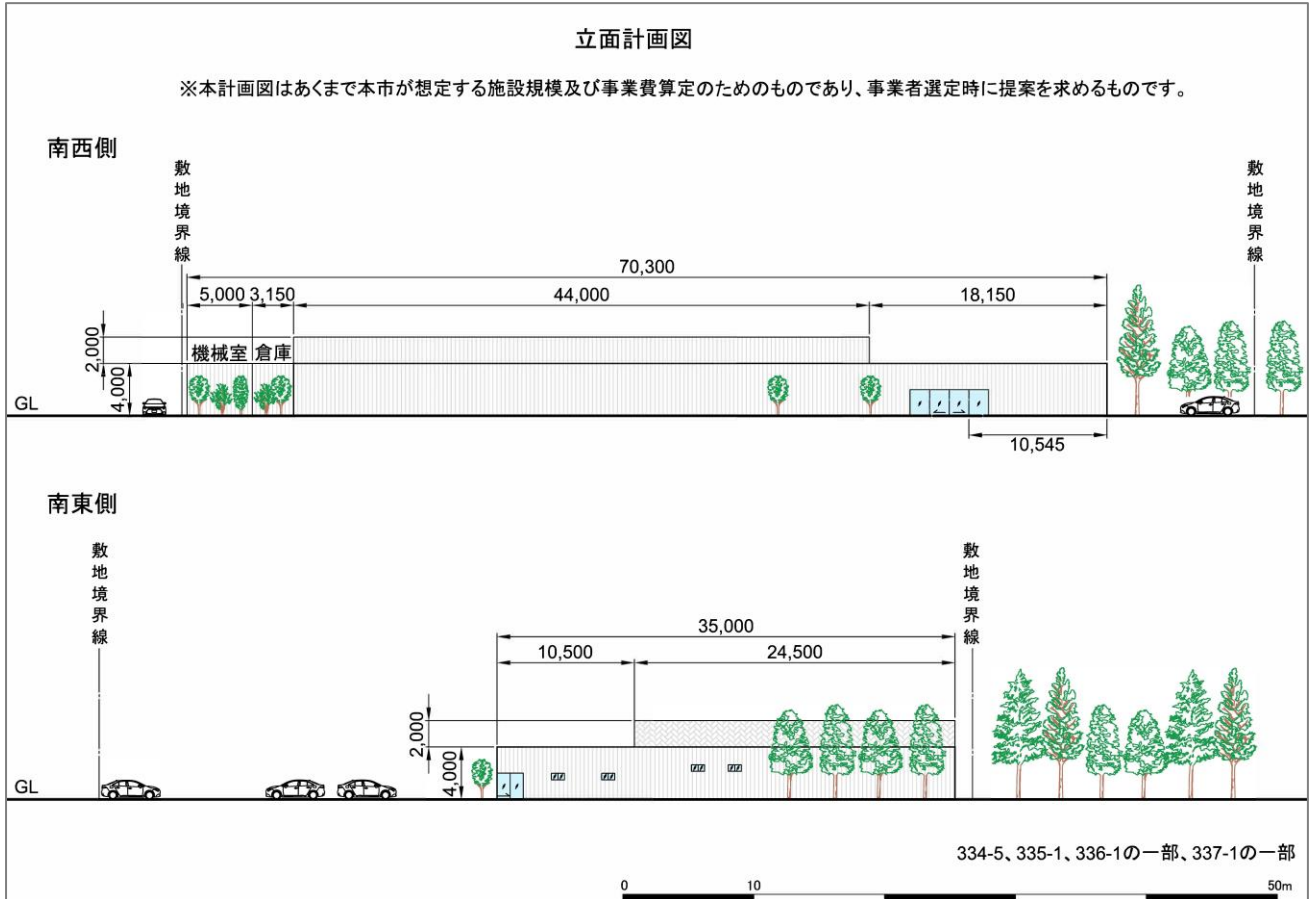 立面計画図
※本計画図はあくまで本市が想定する施設規模及び事業費算定のためのものであり、事業者選定時に提案を求めるものです。
南西側
敷地境界線
敷地境界線
70,300
5,000
3,150
44,000
18,150
2,000
機械室
倉庫
4,000
GL
10,545
南東側
敷地境界線
敷地境界線
35,000
10,500
24,500
2,000
4,000
GL
334-5、335-1、336-1の一部、337-1の一部
0
10
50m